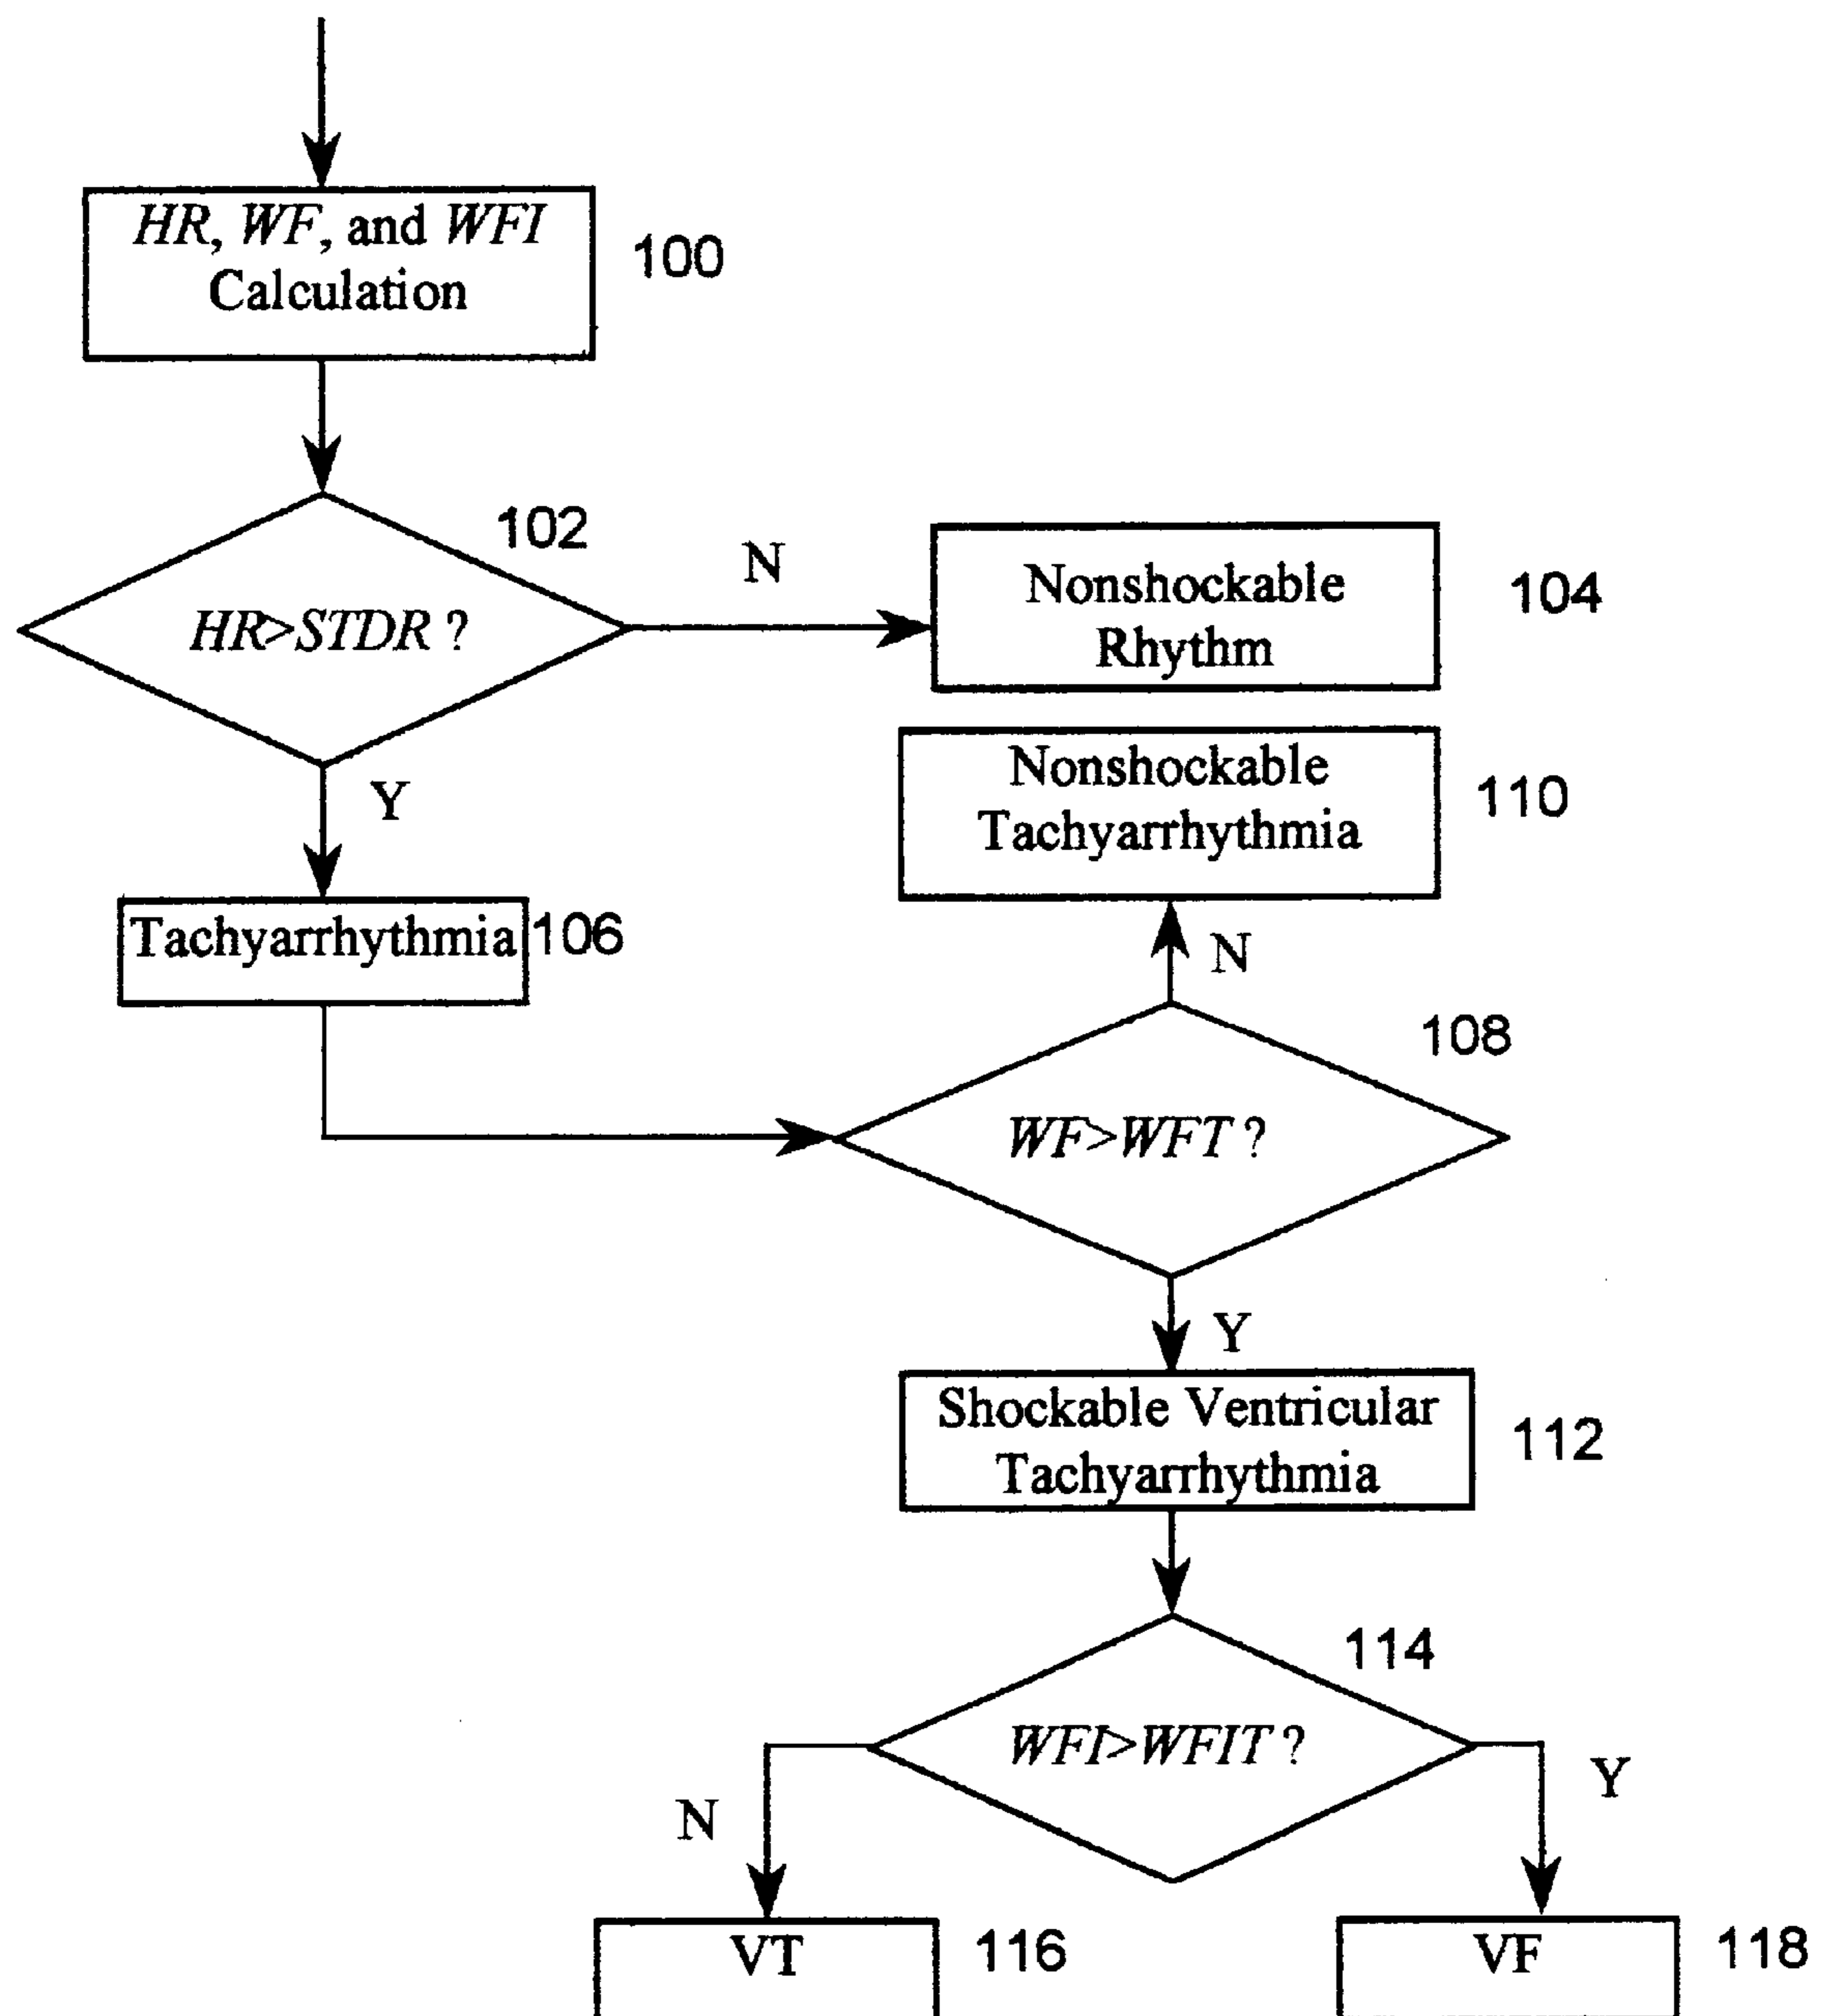 HR, WF, and WFI
Calculation
100
102
HR>STDR ?
N
Nonshockable
Rhythm
104
Y
Nonshockable
Tachyarrhythmia
110
Tachyarrhythmia
106
N
108
WF>WFT ?
Y
Shockable Ventricular
Tachyarrhythmia
112
114
WFI>WFIT ?
N
Y
VT
116
VF
118